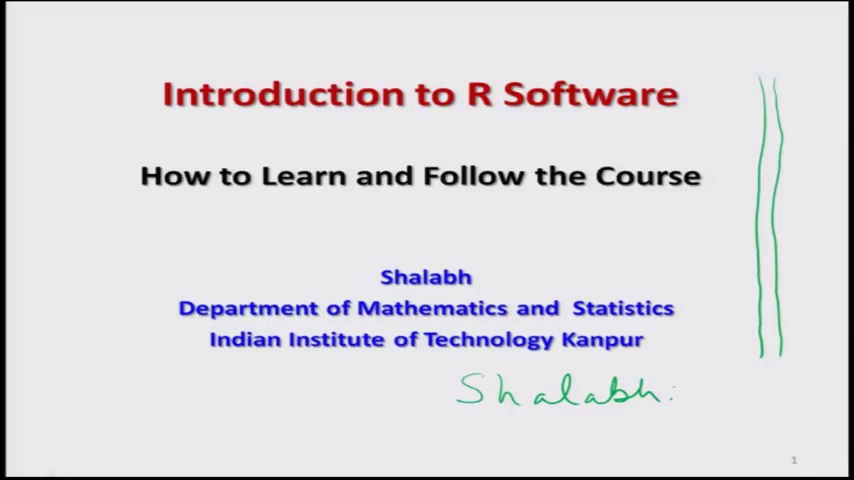 Introduction to R Software
How to Learn and Follow the Course
Shalabh
Department of Mathematics and Statistics
Indian Institute of Technology Kanpur
Shalabh:
1